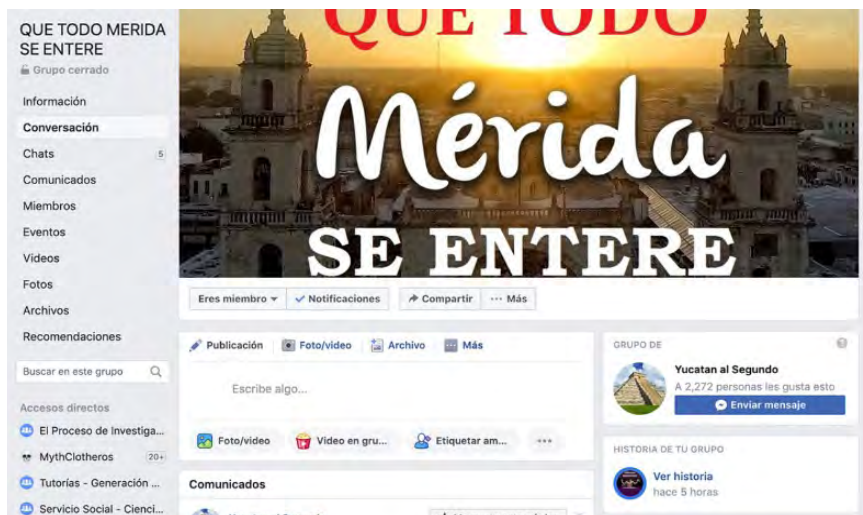 QUE TODO MERIDA
SE ENTERE
Grupo cerrado
Información
Conversación
Chats 5
Comunicados
Miembros
Eventos
Videos
Fotos
Archivos
Recomendaciones
Buscar en este grupo
Accesos directos
El Proceso de Investiga...
MythClotheros 20+
Tutorías - Generación ...
Servicio Social - Cienci...
QUE TODO
Mérida
SE ENTERE
Eres miembro Notificaciones Compartir ... Más
Publicación Foto/video Archivo Más
Escribe algo...
Foto/video Video en gru... Etiquetar am... ...
Comunicados
GRUPO DE
Yucatan al Segundo
A 2,272 personas les gusta esto
Enviar mensaje
HISTORIA DE TU GRUPO
Ver historia
hace 5 horas